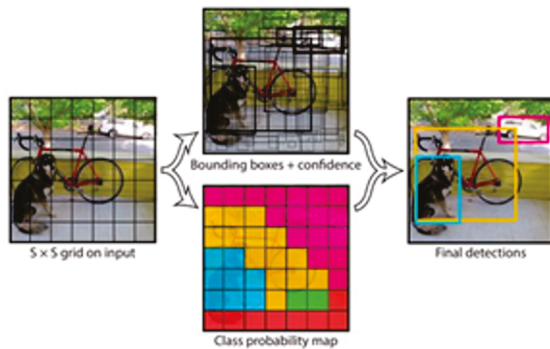 Bounding boxes + confidence
S × S grid on input
Final detections
Class probability map